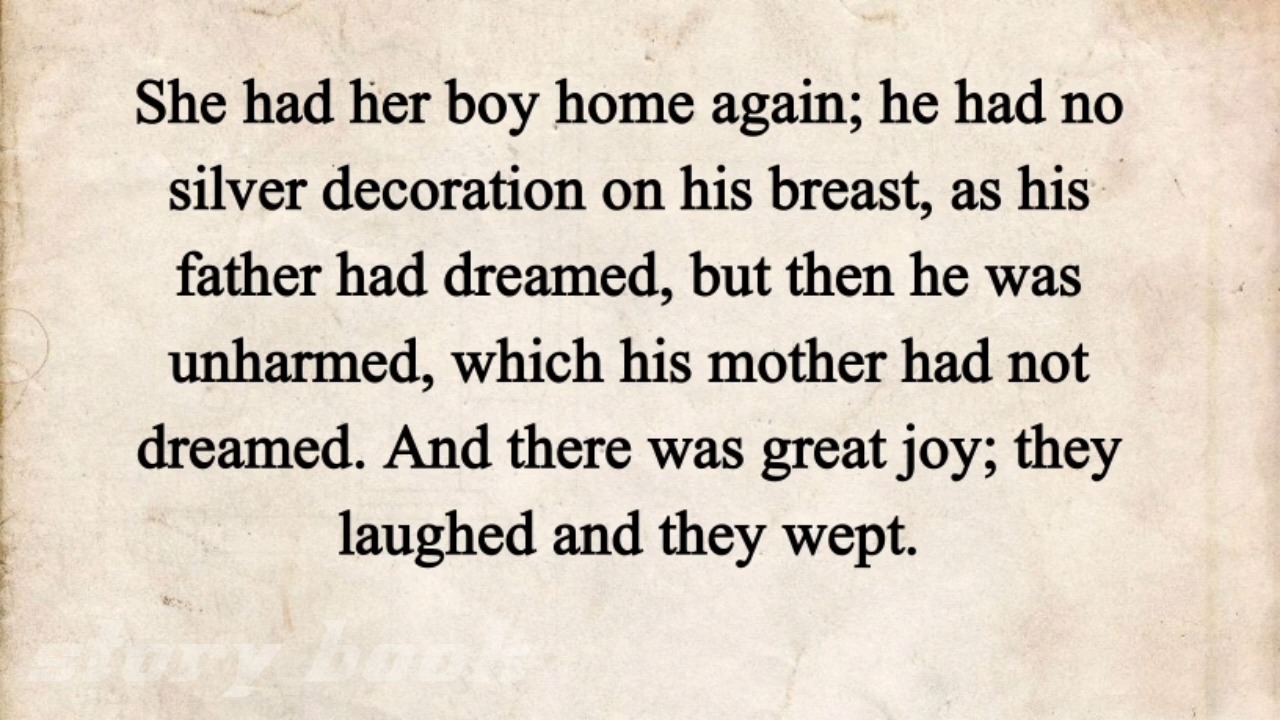 She had her boy home again; he had no
silver decoration on his breast, as his
father had dreamed, but then he was
unharmed, which his mother had not
dreamed. And there was great joy; they
laughed and they wept.
story book